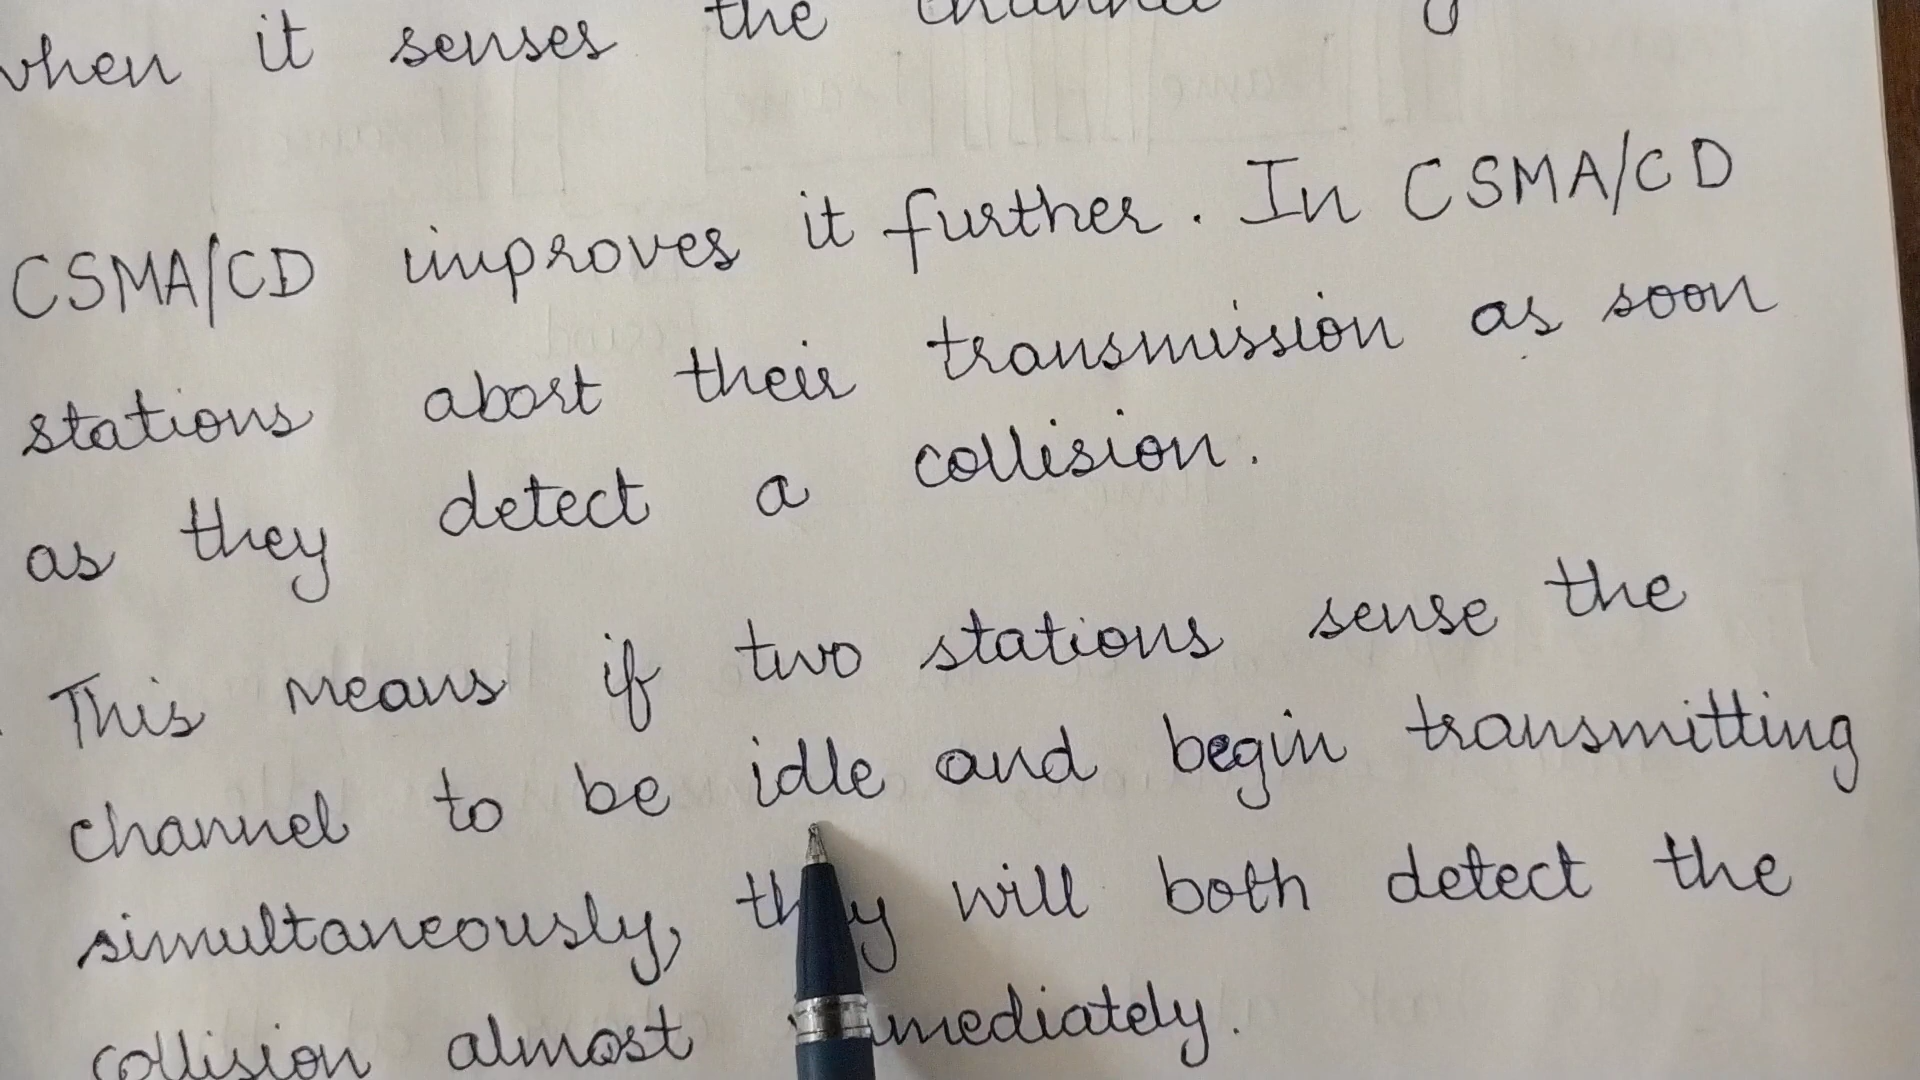 when it senses the channel
CSMA/CD improves it further. In CSMA/CD
stations abort their transmission as soon
as they detect a collision.
This means if two stations sense the
channel to be idle and begin transmitting
simultaneously, they will both detect the
collision almost immediately.